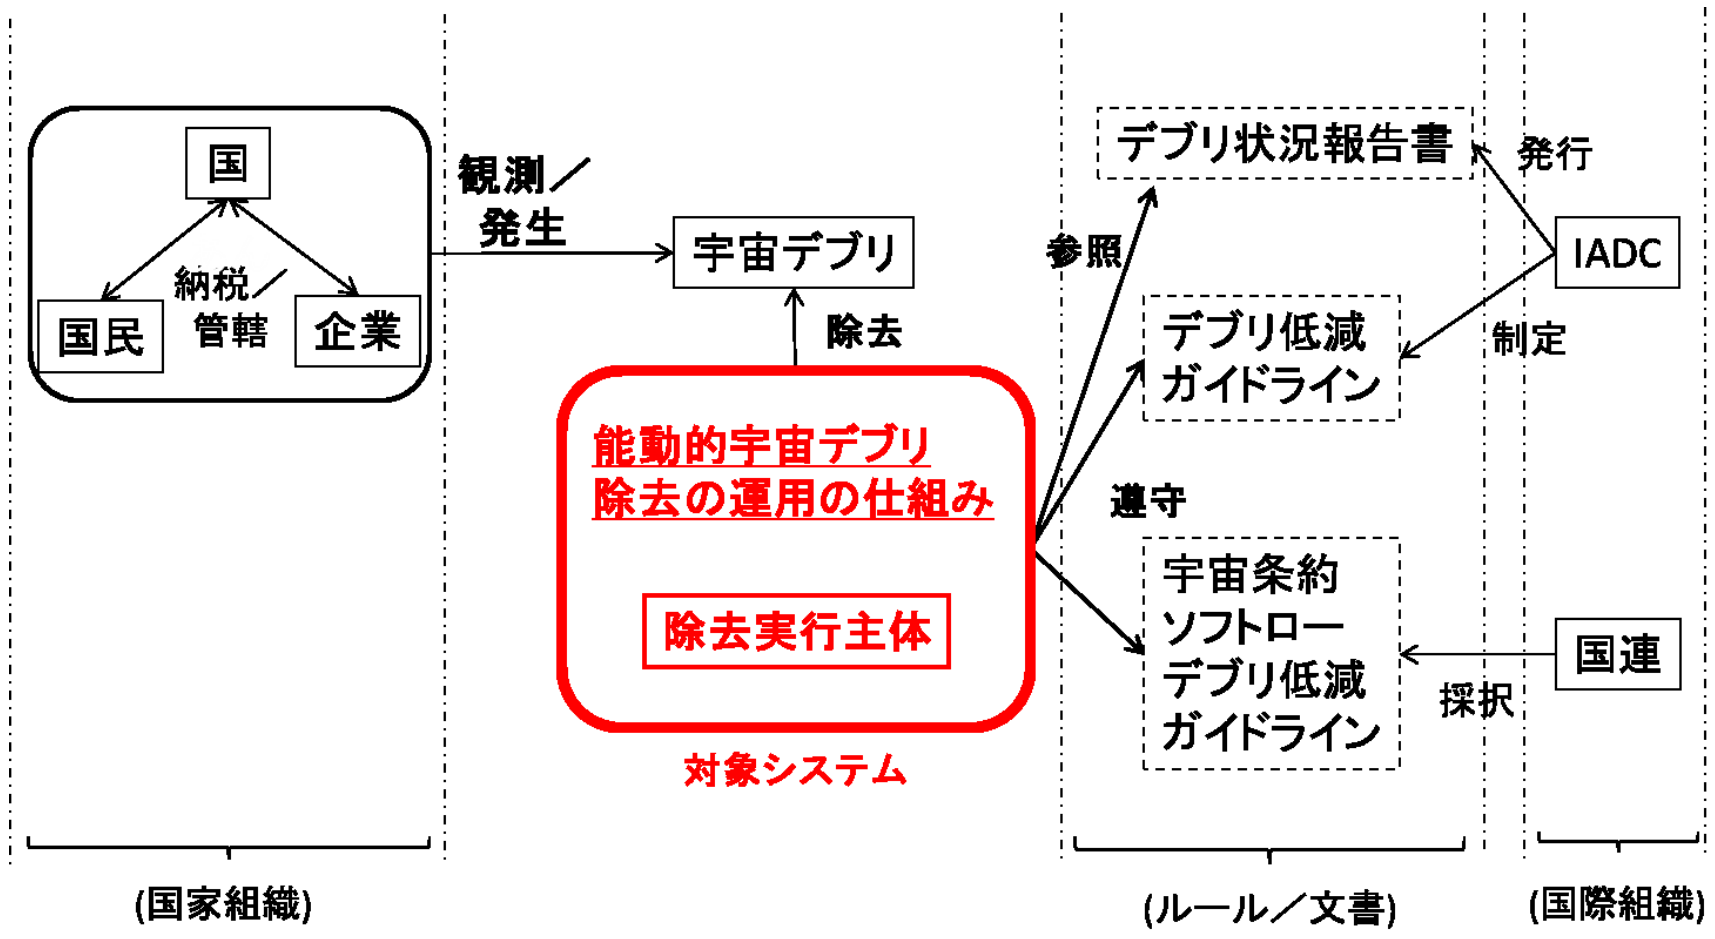 国
国民
納税／
管轄
企業
(国家組織)
観測／
発生
宇宙デブリ
除去
能動的宇宙デブリ
除去の運用の仕組み
除去実行主体
対象システム
参照
遵守
デブリ状況報告書
デブリ低減
ガイドライン
宇宙条約
ソフトロー
デブリ低減
ガイドライン
(ルール／文書)
発行
制定
採択
IADC
国連
(国際組織)